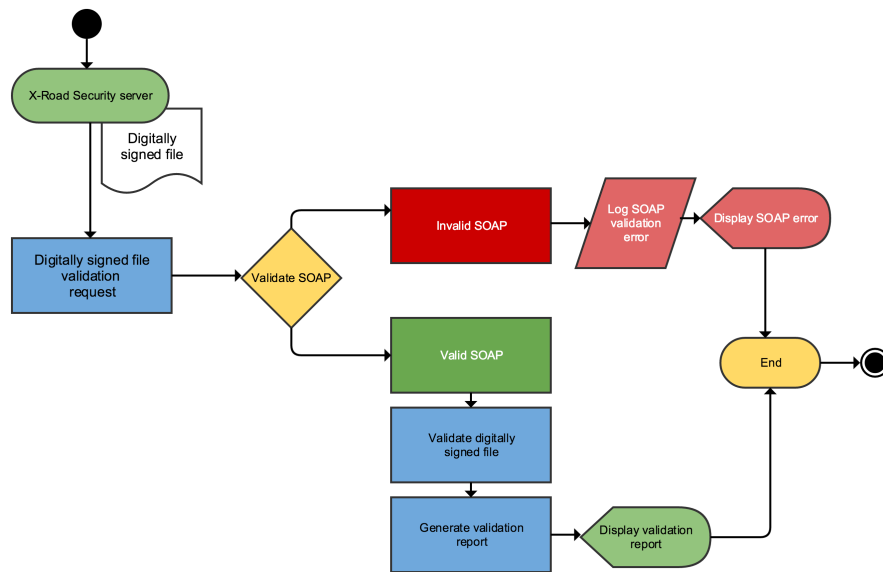 X-Road Security server
Digitally
signed file
Digitally signed file
validation
request
Validate SOAP
Invalid SOAP
Log SOAP
validation
error
Display SOAP error
Valid SOAP
End
Validate digitally
signed file
Generate validation
report
Display validation
report